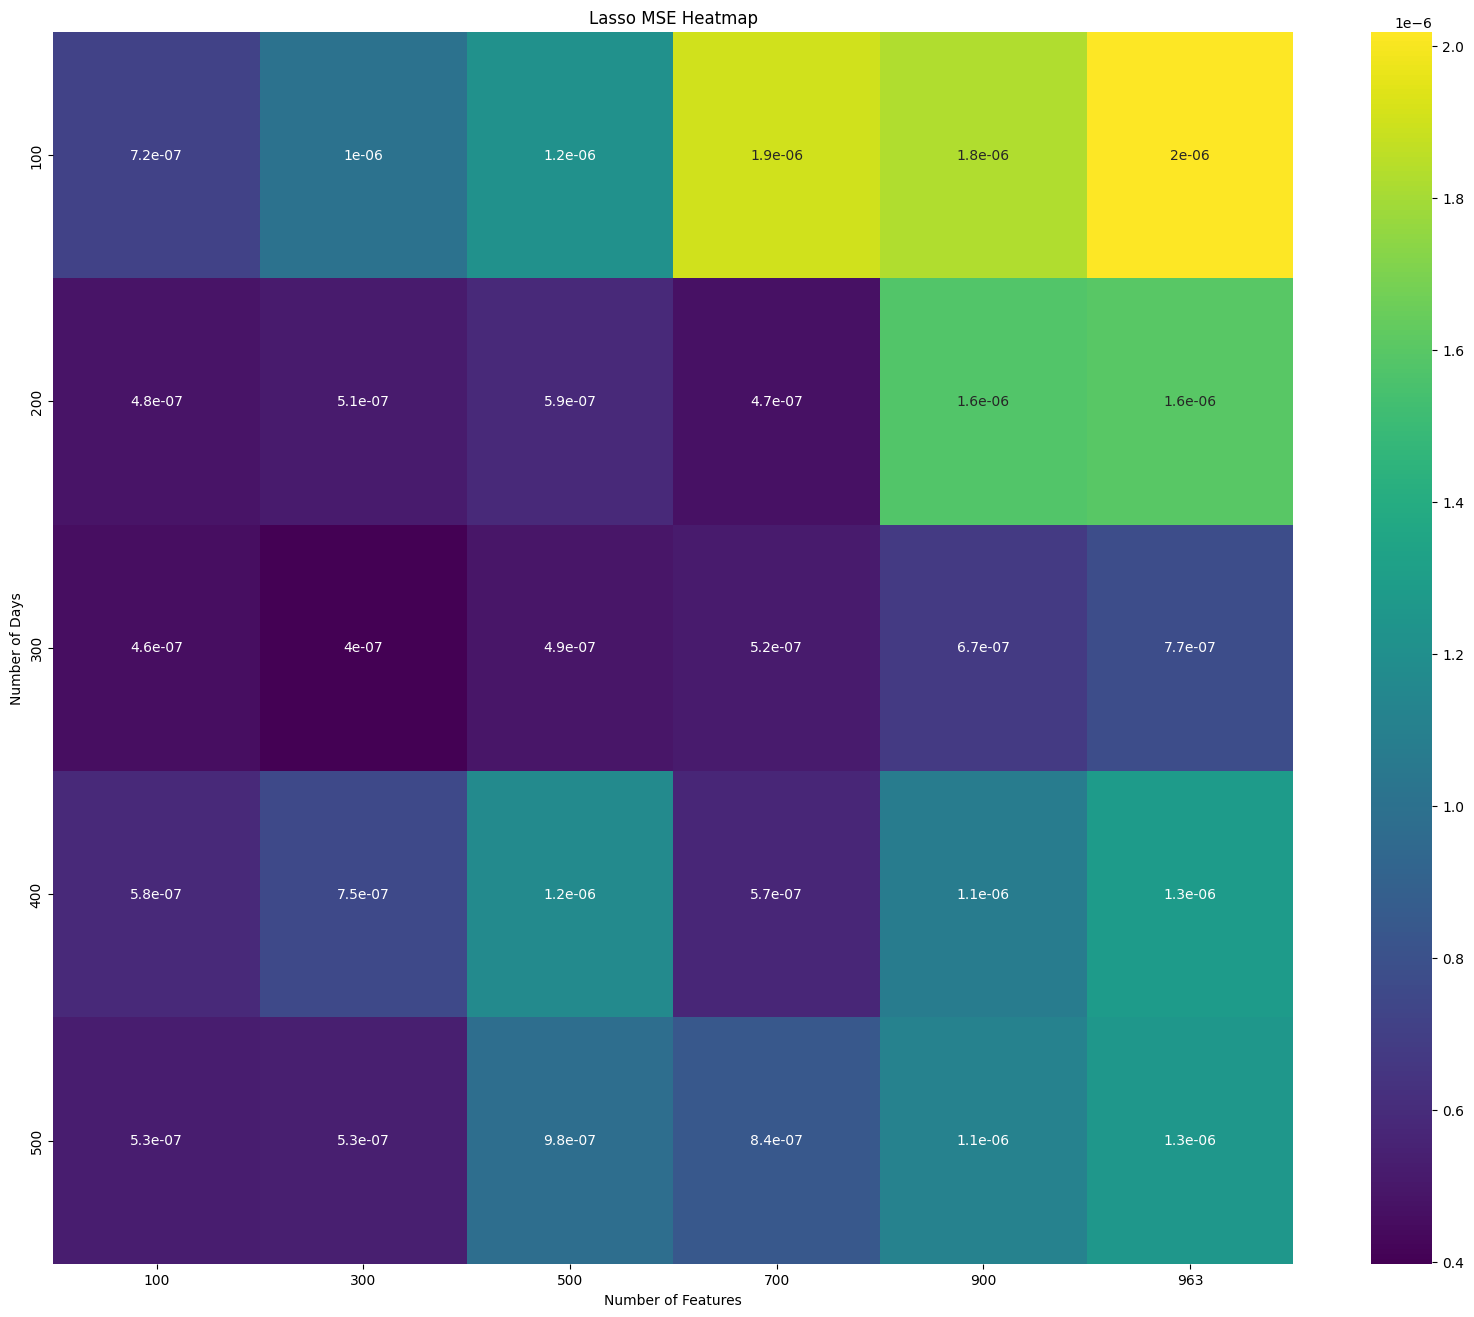 Lasso MSE Heatmap
1e−6
2.0
1.8
1.6
1.4
1.2
1.0
0.8
0.6
0.4
Number of Days
100
7.2e-07 1e-06 1.2e-06 1.9e-06 1.8e-06 2e-06
200
4.8e-07 5.1e-07 5.9e-07 4.7e-07 1.6e-06 1.6e-06
300
4.6e-07 4e-07 4.9e-07 5.2e-07 6.7e-07 7.7e-07
400
5.8e-07 7.5e-07 1.2e-06 5.7e-07 1.1e-06 1.3e-06
500
5.3e-07 5.3e-07 9.8e-07 8.4e-07 1.1e-06 1.3e-06
100 300 500 700 900 963
Number of Features